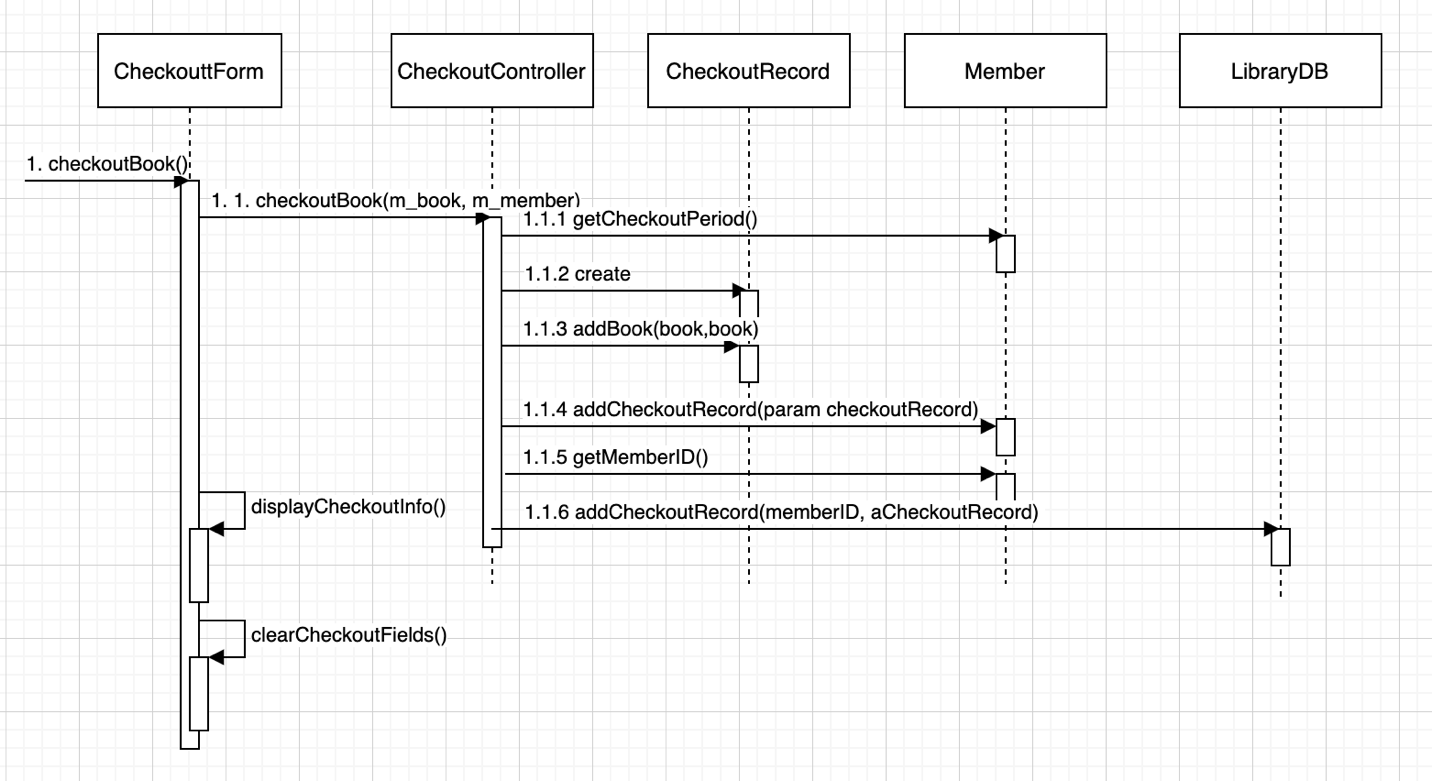 CheckouttForm
CheckoutController
CheckoutRecord
Member
LibraryDB
1. checkoutBook()
1. 1. checkoutBook(m_book, m_member)
1.1.1 getCheckoutPeriod()
1.1.2 create
1.1.3 addBook(book,book)
1.1.4 addCheckoutRecord(param checkoutRecord)
1.1.5 getMemberID()
displayCheckoutInfo()
1.1.6 addCheckoutRecord(memberID, aCheckoutRecord)
clearCheckoutFields()